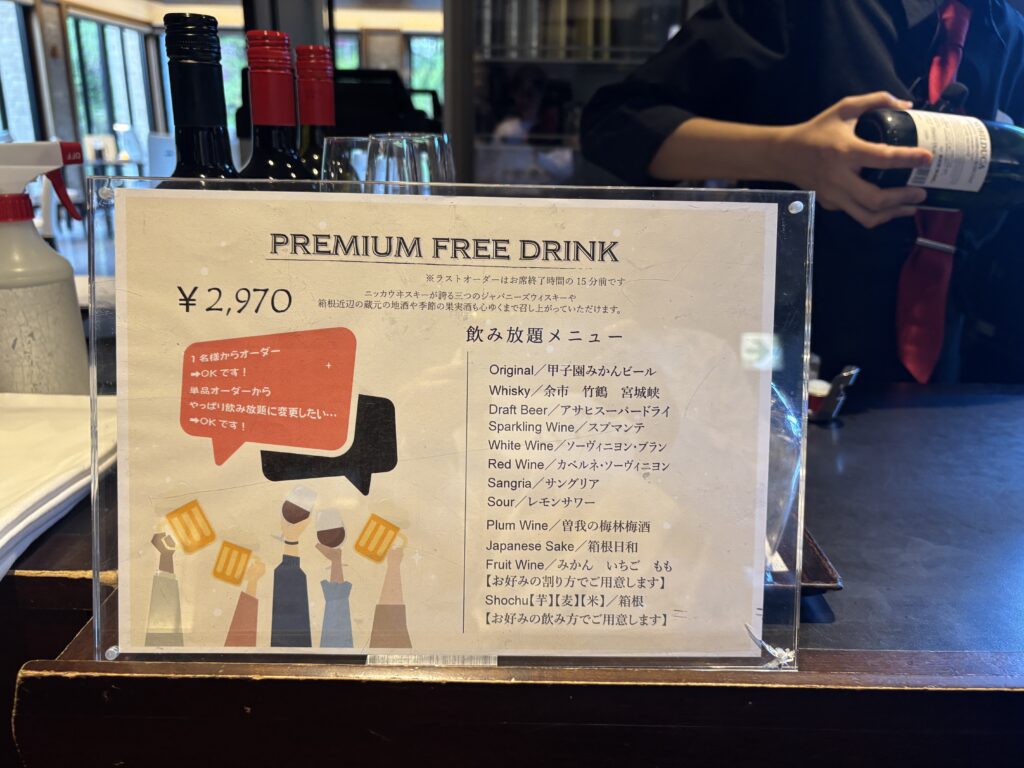 PREMIUM FREE DRINK
※ラストオーダーはお席終了時間の15分前です
¥2,970
ニッカウヰスキーが誇る三つのジャパニーズウィスキーや
箱根近辺の蔵元の地酒や季節の果実酒も心ゆくまで召し上がっていただけます。
飲み放題メニュー
1名様からオーダー
➡OKです!
単品オーダーから
やっぱり飲み放題に変更したい…
➡OKです!
Original/甲子園みかんビール
Whisky/余市 竹鶴 宮城峡
Draft Beer/アサヒスーパードライ
Sparkling Wine/スプマンテ
White Wine/ソーヴィニヨン・ブラン
Red Wine/カベルネ・ソーヴィニヨン
Sangria/サングリア
Sour/レモンサワー
Plum Wine/曽我の梅林梅酒
Japanese Sake/箱根日和
Fruit Wine/みかん いちご もも
【お好みの割り方でご用意します】
Shochu【芋】【麦】【米】/箱根
【お好みの飲み方でご用意します】
OFF